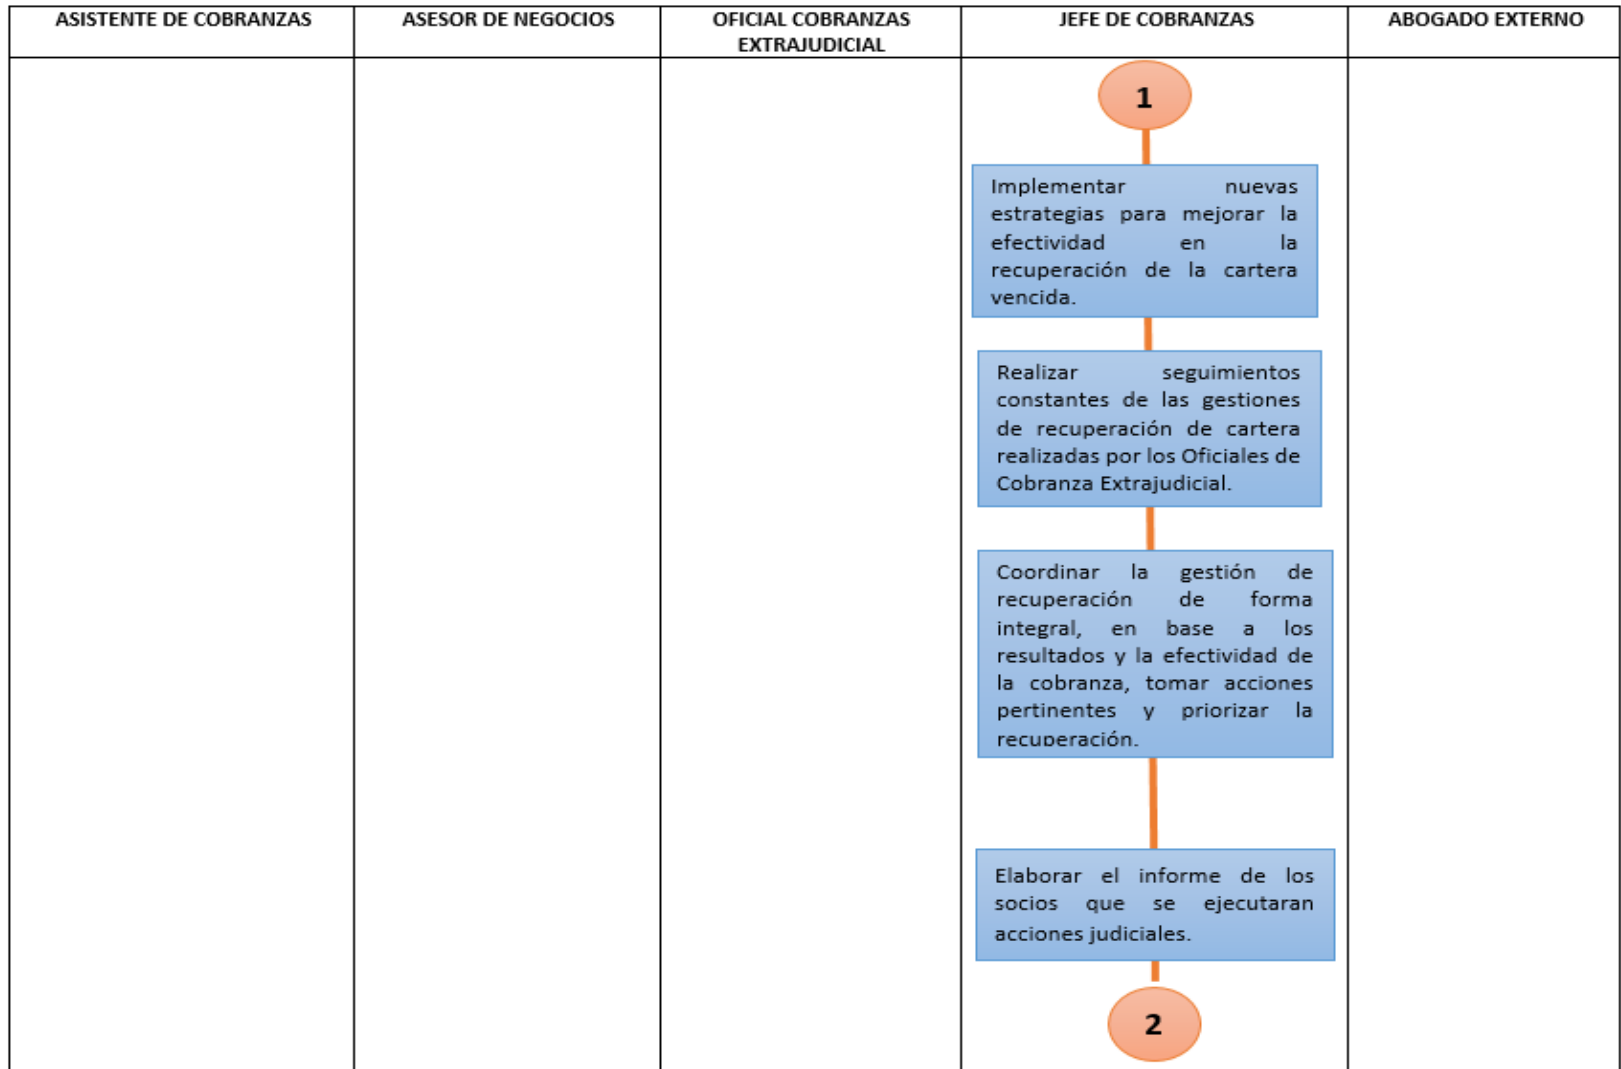 ASISTENTE DE COBRANZAS
ASESOR DE NEGOCIOS
OFICIAL COBRANZAS
EXTRAJUDICIAL
JEFE DE COBRANZAS
ABOGADO EXTERNO
1
Implementar nuevas
estrategias para mejorar la
efectividad en la
recuperación de la cartera
vencida.
Realizar seguimientos
constantes de las gestiones
de recuperación de cartera
realizadas por los Oficiales de
Cobranza Extrajudicial.
Coordinar la gestión de
recuperación de forma
integral, en base a los
resultados y la efectividad de
la cobranza, tomar acciones
pertinentes y priorizar la
recuperación.
Elaborar el informe de los
socios que se ejecutaran
acciones judiciales.
2